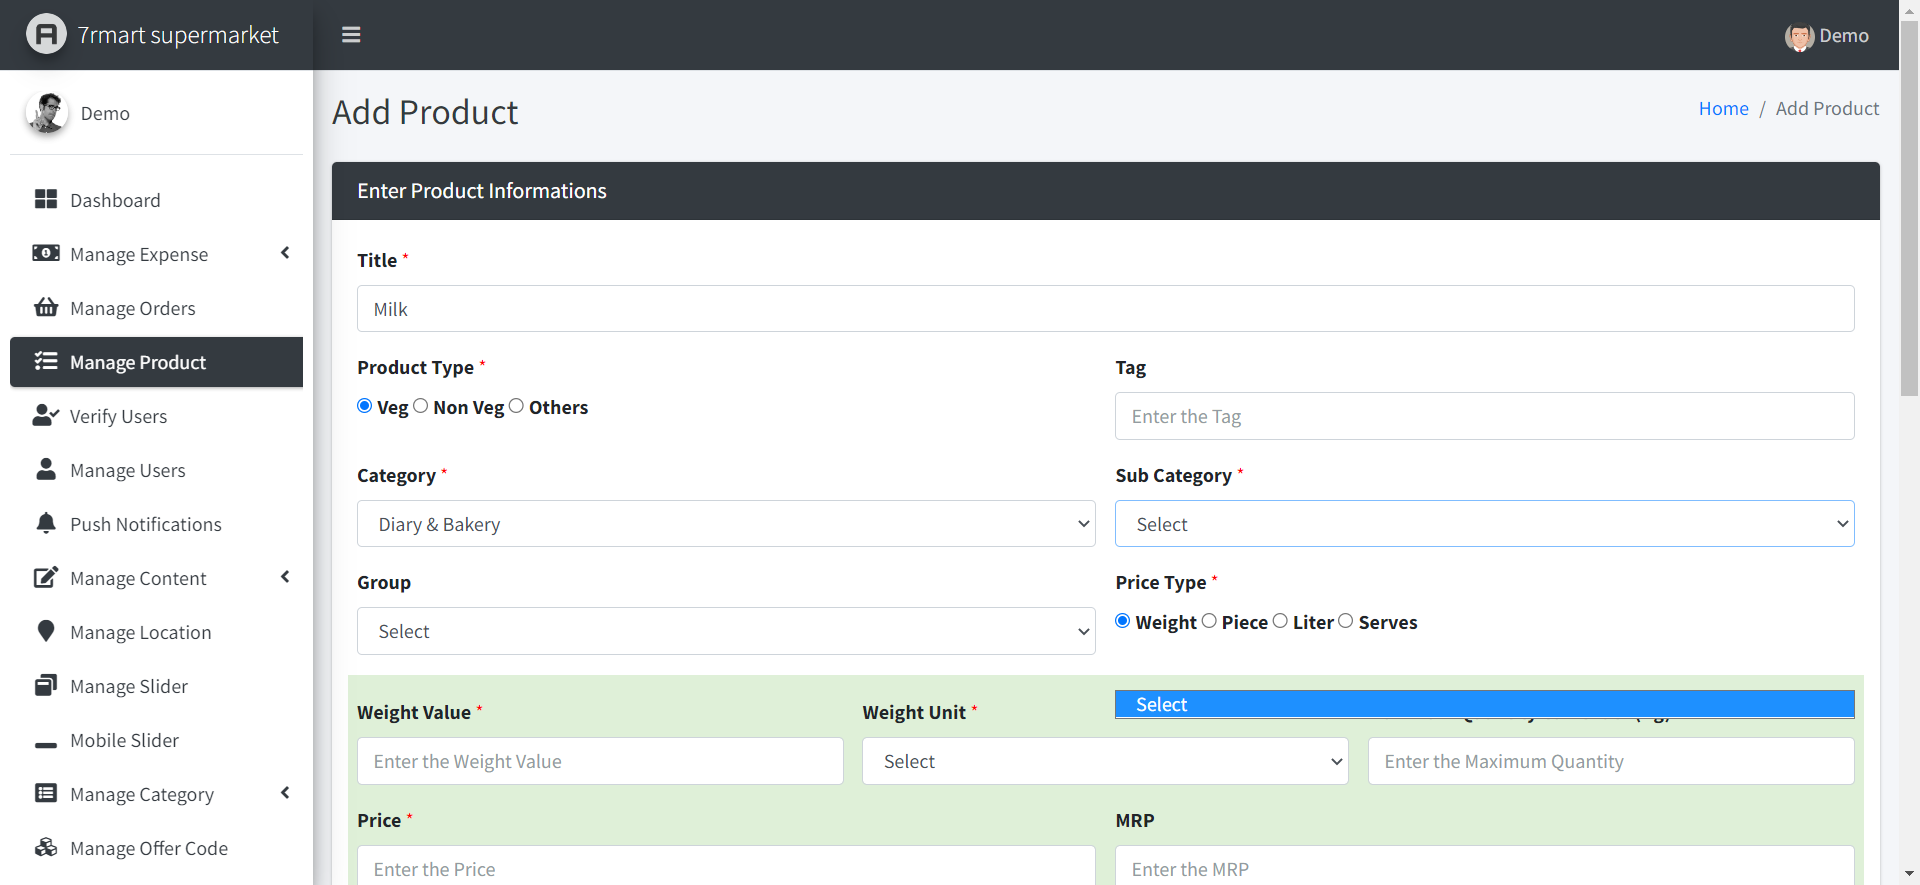 7rmart supermarket
Demo
Demo
Dashboard
Manage Expense
Manage Orders
Manage Product
Verify Users
Manage Users
Push Notifications
Manage Content
Manage Location
Manage Slider
Mobile Slider
Manage Category
Manage Offer Code
Add Product
Home / Add Product
Enter Product Informations
Title *
Milk
Product Type *
Veg Non Veg Others
Tag
Enter the Tag
Category *
Diary & Bakery
Sub Category *
Select
Group
Select
Price Type *
Weight Piece Liter Serves
Select
Weight Value *
Enter the Weight Value
Weight Unit *
Select
Enter the Maximum Quantity
Price *
Enter the Price
MRP
Enter the MRP